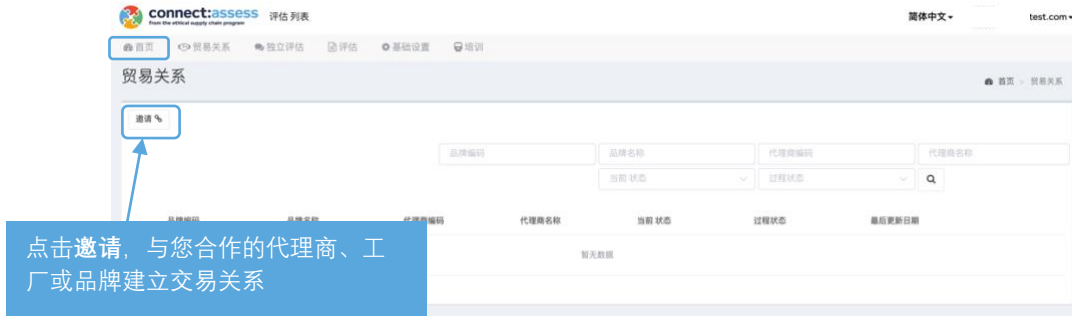 connect:assess 评估 列表 简体中文 test.com
from the ethical supply chain program
首页 贸易关系 独立评估 评估 基础设置 培训
贸易关系
首页 > 贸易关系
邀请
品牌编码 品牌名称 代理商编码 代理商名称
当前 状态 过程状态
品牌编码 品牌名称 代理商编码 代理商名称 当前 状态 过程状态 最后更新日期
暂无数据
点击邀请，与您合作的代理商、工
厂或品牌建立交易关系